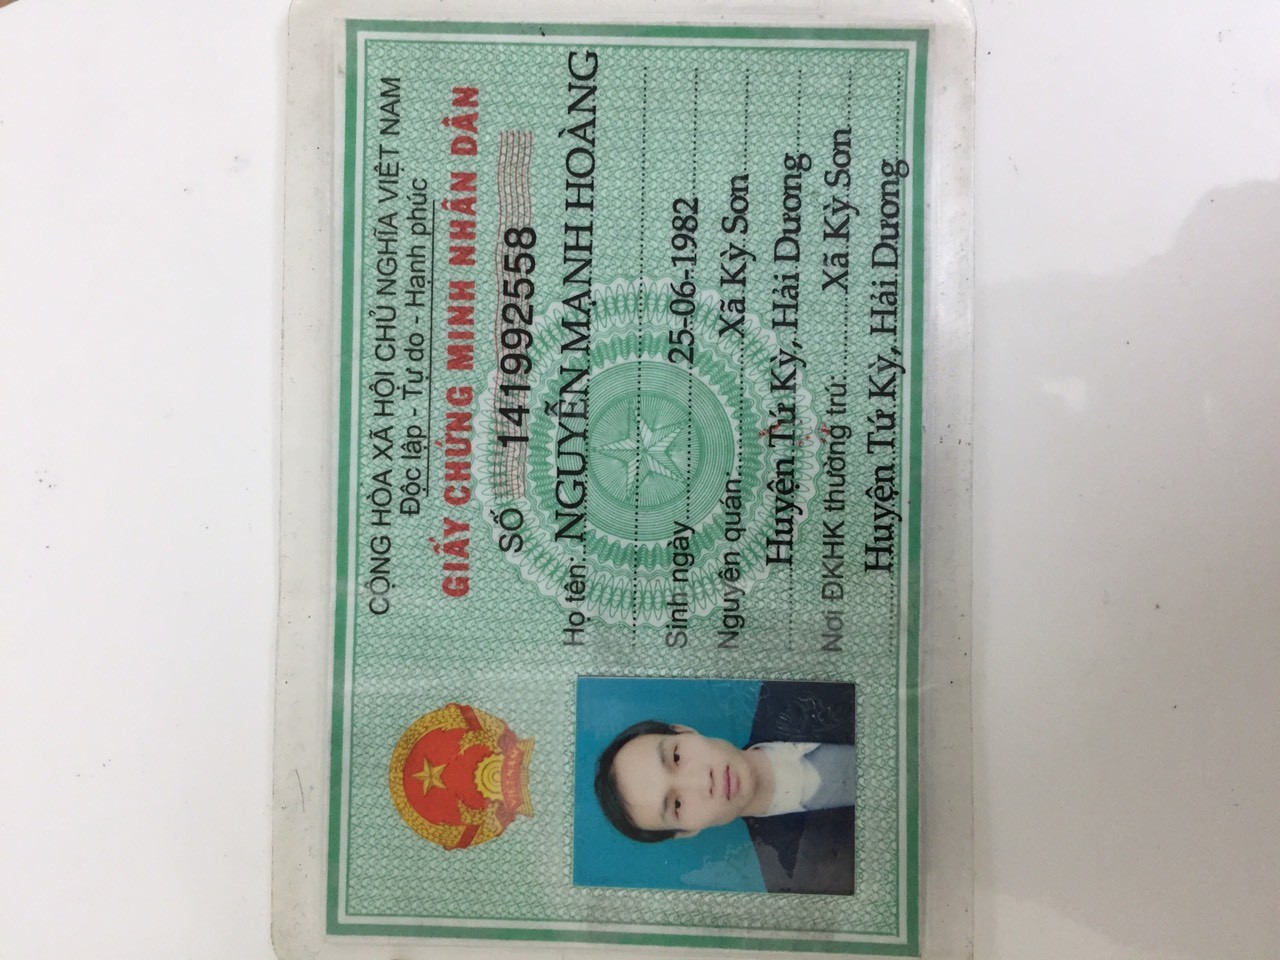 CỘNG HÒA XÃ HỘI CHỦ NGHĨA VIỆT NAM
Độc lập - Tự do - Hạnh phúc
GIẤY CHỨNG MINH NHÂN DÂN
SỐ 141992558
Họ tên: NGUYỄN MẠNH HOÀNG
Sinh ngày 25-06-1982
Nguyên quán: Xã Kỳ Sơn
Huyện Tứ Kỳ, Hải Dương
Nơi ĐKHK thường trú: Xã Kỳ Sơn
Huyện Tứ Kỳ, Hải Dương